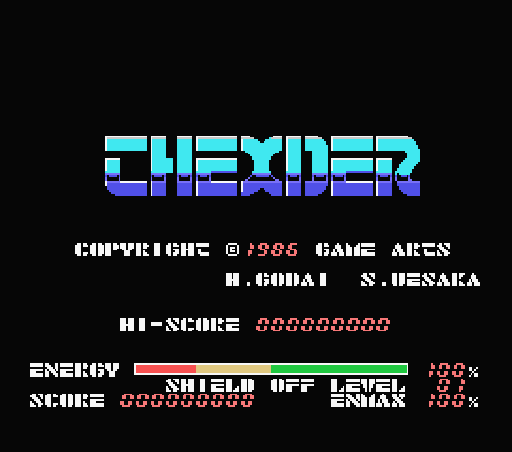 THEXDER
COPYRIGHT © 1986 GAME ARTS
H.GODAI S.UESAKA
HI-SCORE 000000000
ENERGY 100%
SHIELD OFF LEVEL 01
SCORE 000000000 ENMAX 100%